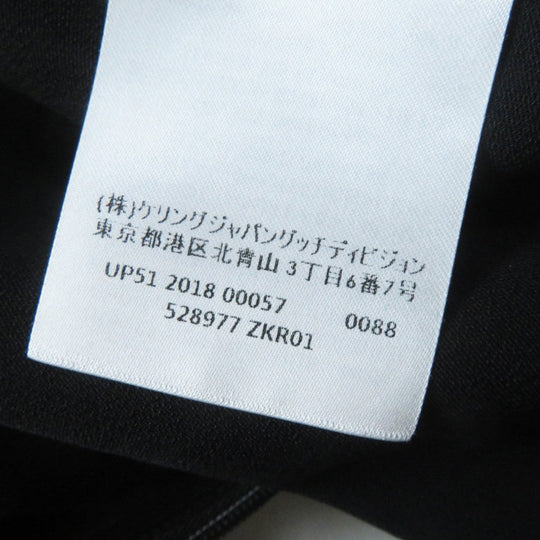 (株)ケリングジャパングッチディビジョン
東京都港区北青山3丁目6番7号
UP51 2018 00057 0088
528977 ZKR01